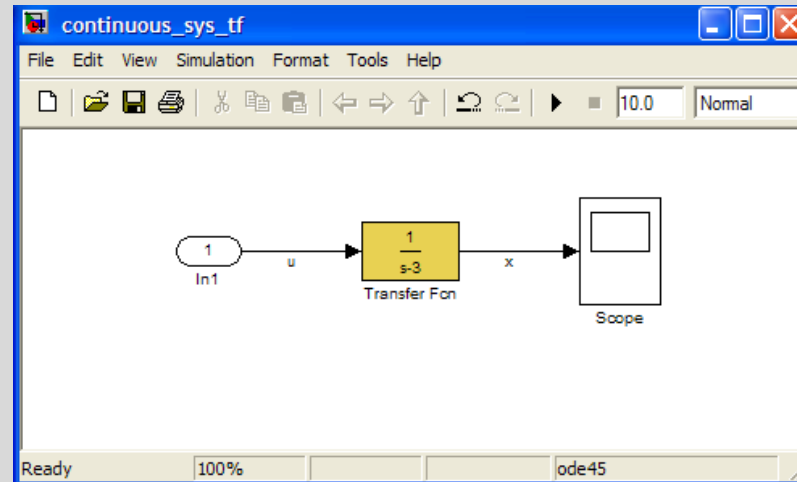 continuous_sys_tf
File Edit View Simulation Format Tools Help
10.0 Normal
1
In1
u
1
s-3
Transfer Fcn
x
Scope
Ready 100% ode45